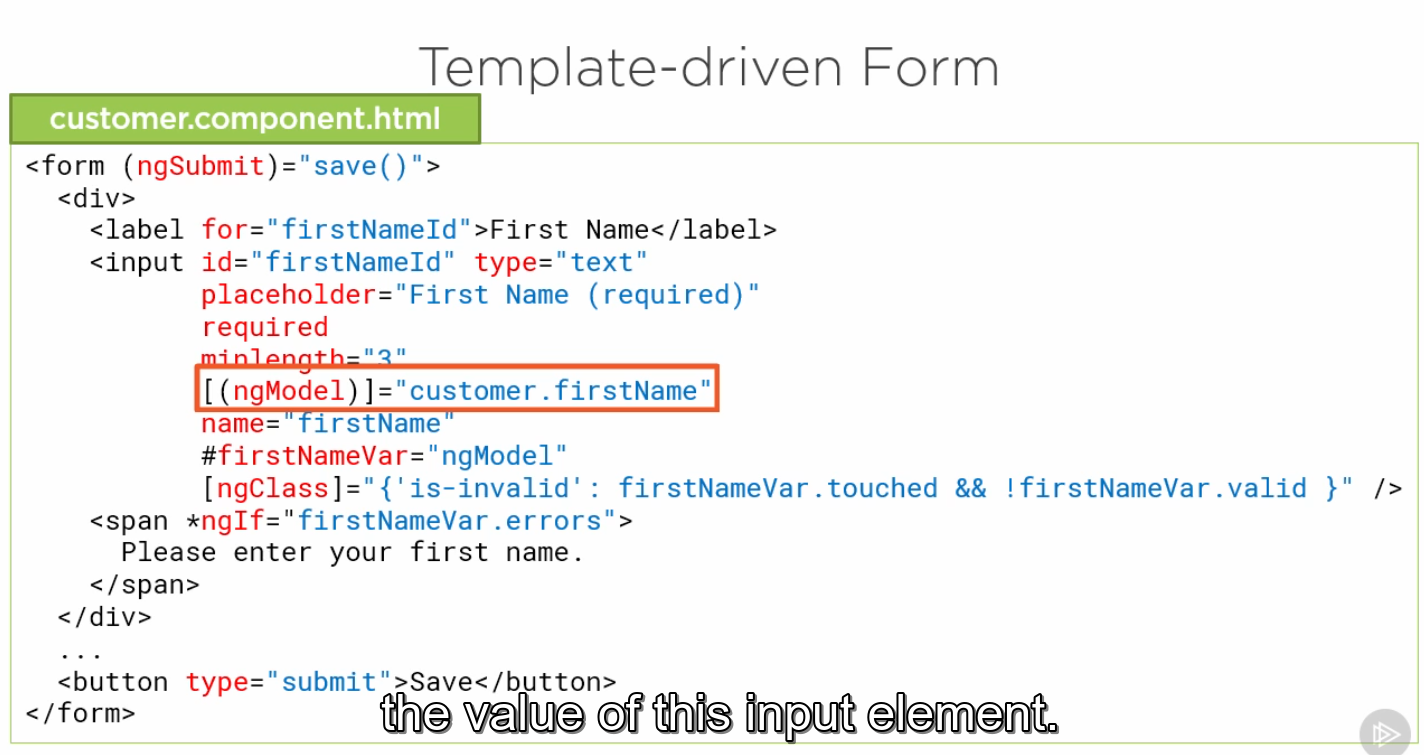 Template-driven Form
customer.component.html
<form (ngSubmit)="save()">
<div>
<label for="firstNameId">First Name</label>
<input id="firstNameId" type="text"
placeholder="First Name (required)"
required
minlength="3"
[(ngModel)]="customer.firstName"
name="firstName"
#firstNameVar="ngModel"
[ngClass]="{'is-invalid': firstNameVar.touched && !firstNameVar.valid }" />
<span *ngIf="firstNameVar.errors">
Please enter your first name.
</span>
</div>
...
<button type="submit">Save</button>
</form>
the value of this input element.